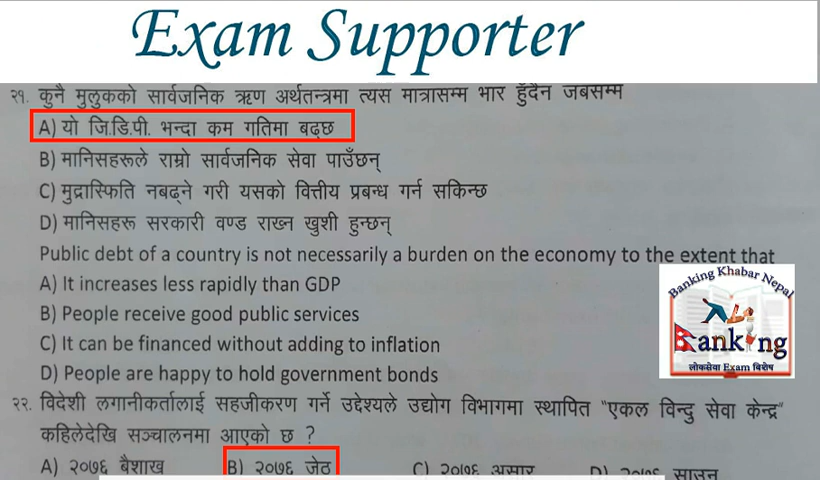 Exam Supporter
२१. कुनै मुलुकको सार्वजनिक ऋण अर्थतन्त्रमा त्यस मात्रासम्म भार हुँदैन जबसम्म
A) यो जि.डि.पी. भन्दा कम गतिमा बढ्छ
B) मानिसहरूले राम्रो सार्वजनिक सेवा पाउँछन्
C) मुद्रास्फिति नबढ्ने गरी यसको वित्तीय प्रबन्ध गर्न सकिन्छ
D) मानिसहरू सरकारी वण्ड राख्न खुशी हुन्छन्
Public debt of a country is not necessarily a burden on the economy to the extent that
A) It increases less rapidly than GDP
B) People receive good public services
C) It can be financed without adding to inflation
D) People are happy to hold government bonds
Banking Khabar Nepal
Banking
लोकसेवा Exam विशेष
२२. विदेशी लगानीकर्तालाई सहजीकरण गर्ने उद्देश्यले उद्योग विभागमा स्थापित "एकल विन्दु सेवा केन्द्र"
कहिलेदेखि सञ्चालनमा आएको छ ?
A) २०७६ बैशाख B) २०७६ जेठ C) २०७६ असार D) २०७६ साउन